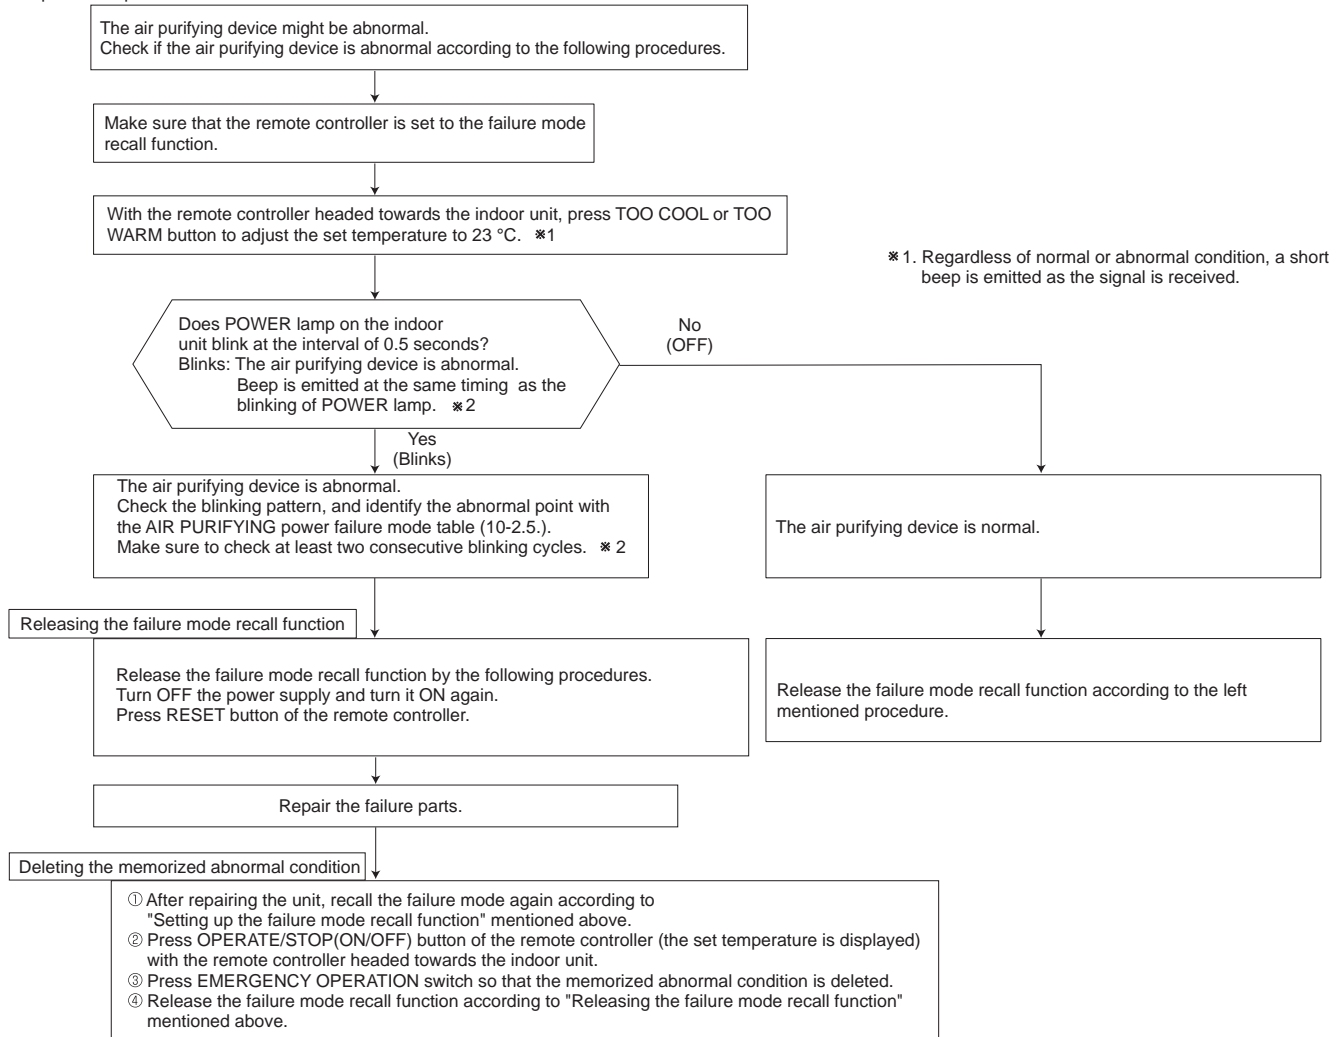 The air purifying device might be abnormal.
Check if the air purifying device is abnormal according to the following procedures.
Make sure that the remote controller is set to the failure mode
recall function.
With the remote controller headed towards the indoor unit, press TOO COOL or TOO
WARM button to adjust the set temperature to 23 °C. ※1
※1. Regardless of normal or abnormal condition, a short
beep is emitted as the signal is received.
Does POWER lamp on the indoor
unit blink at the interval of 0.5 seconds?
Blinks: The air purifying device is abnormal.
Beep is emitted at the same timing as the
blinking of POWER lamp. ※2
No
(OFF)
Yes
(Blinks)
The air purifying device is abnormal.
Check the blinking pattern, and identify the abnormal point with
the AIR PURIFYING power failure mode table (10-2.5.).
Make sure to check at least two consecutive blinking cycles. ※ 2
The air purifying device is normal.
Releasing the failure mode recall function
Release the failure mode recall function by the following procedures.
Turn OFF the power supply and turn it ON again.
Press RESET button of the remote controller.
Release the failure mode recall function according to the left
mentioned procedure.
Repair the failure parts.
Deleting the memorized abnormal condition
① After repairing the unit, recall the failure mode again according to
"Setting up the failure mode recall function" mentioned above.
② Press OPERATE/STOP(ON/OFF) button of the remote controller (the set temperature is displayed)
with the remote controller headed towards the indoor unit.
③ Press EMERGENCY OPERATION switch so that the memorized abnormal condition is deleted.
④ Release the failure mode recall function according to "Releasing the failure mode recall function"
mentioned above.